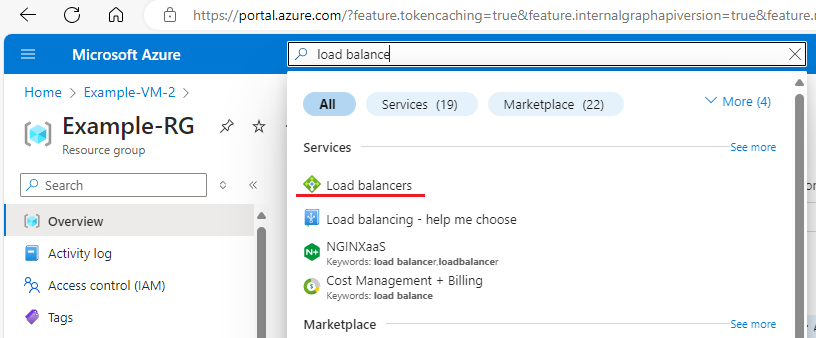 https://portal.azure.com/?feature.tokencaching=true&feature.internalgraphapiversion=true&feature.
Microsoft Azure
load balance
Home > Example-VM-2 >
Example-RG
Resource group
Search
Overview
Activity log
Access control (IAM)
Tags
All
Services (19)
Marketplace (22)
More (4)
Services
See more
Load balancers
Load balancing - help me choose
NGINXaaS
Keywords: load balancer,loadbalancer
Cost Management + Billing
Keywords: load balance
Marketplace
See more